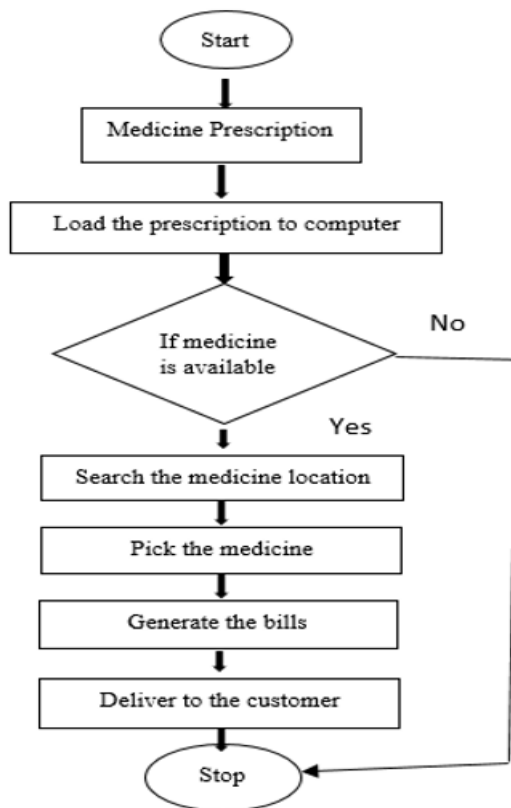 Start
Medicine Prescription
Load the prescription to computer
If medicine
is available
No
Yes
Search the medicine location
Pick the medicine
Generate the bills
Deliver to the customer
Stop